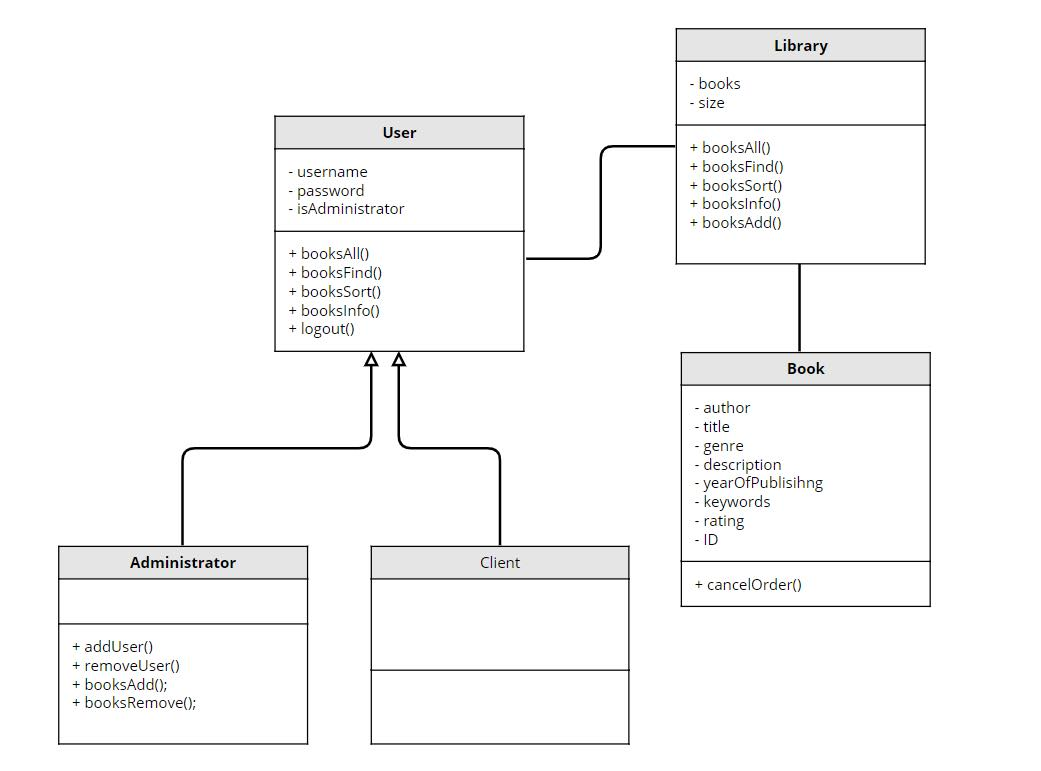 Library
- books
- size
+ booksAll()
+ booksFind()
+ booksSort()
+ booksInfo()
+ booksAdd()
User
- username
- password
- isAdministrator
+ booksAll()
+ booksFind()
+ booksSort()
+ booksInfo()
+ logout()
Book
- author
- title
- genre
- description
- yearOfPublisihng
- keywords
- rating
- ID
+ cancelOrder()
Administrator
+ addUser()
+ removeUser()
+ booksAdd();
+ booksRemove();
Client